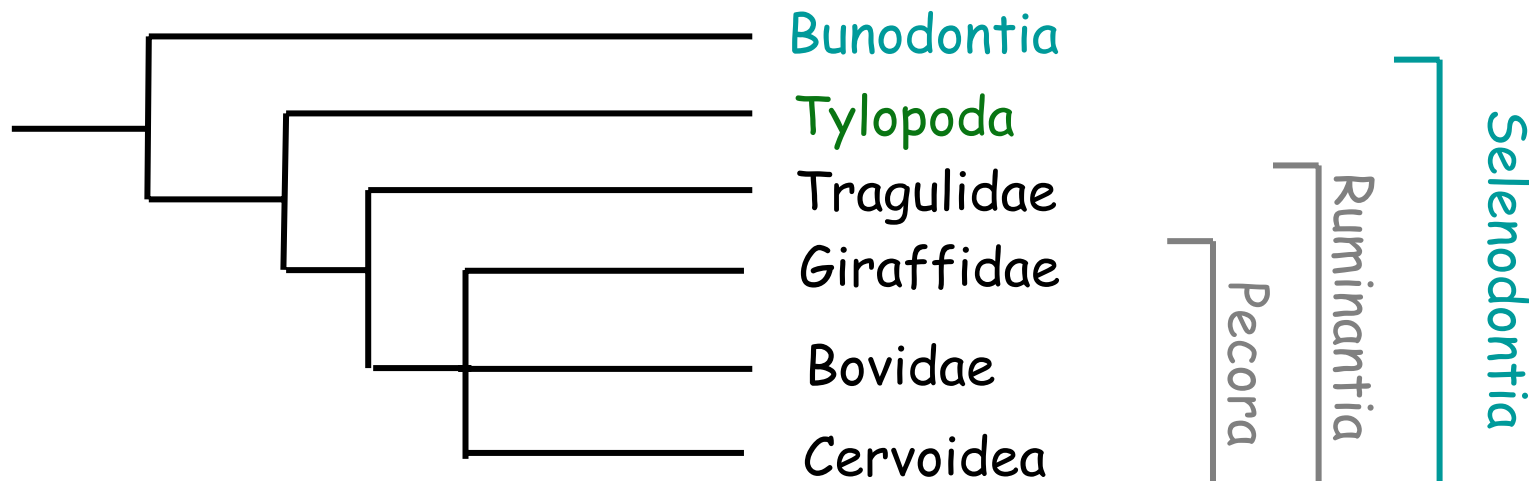 Bunodontia
Tylopoda
Tragulidae
Giraffidae
Bovidae
Cervoidea
Pecora
Ruminantia
Selenodontia